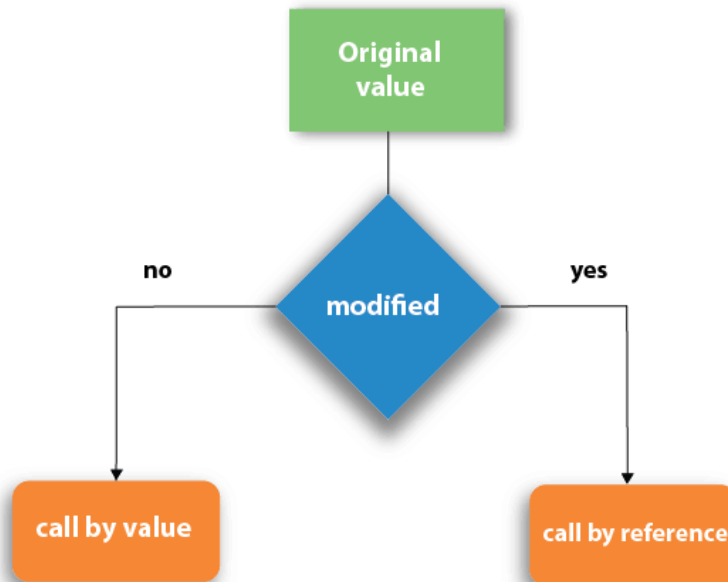 Original
value
no
yes
modified
call by value
call by reference